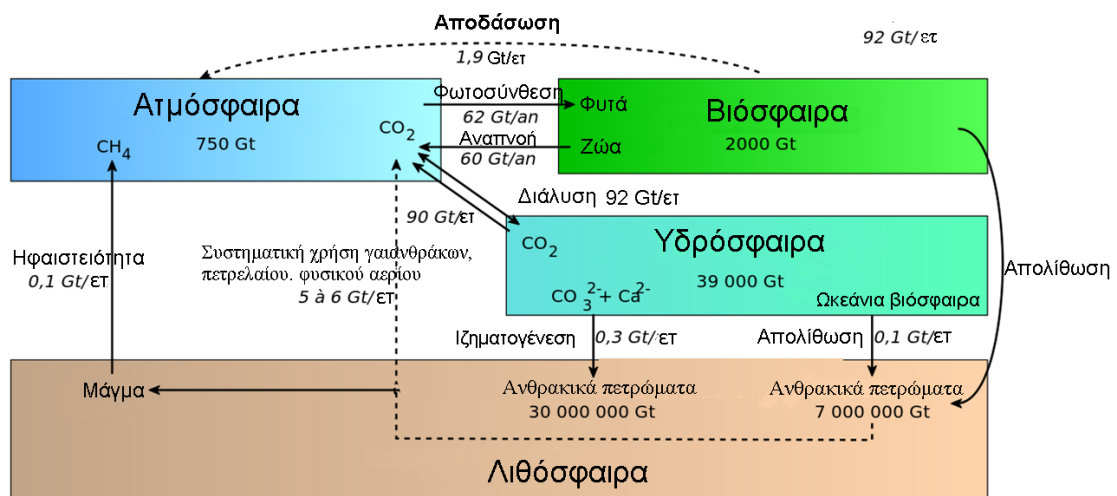 Αποδάσωση
92 Gt/ετ
1,9 Gt/ετ
Ατμόσφαιρα
Φωτοσύνθεση
Φυτά
Βιόσφαιρα
62 Gt/an
CO2
Αναπνοή
Ζώα
CH4
750 Gt
60 Gt/an
2000 Gt
Διάλυση 92 Gt/ετ
90 Gt/ετ
Ηφαιστειότητα
0,1 Gt/ετ
Συστηματική χρήση γαιανθράκων,
πετρελαίου. φυσικού αερίου
5 à 6 Gt/ετ
CO2
Υδρόσφαιρα
39 000 Gt
Απολίθωση
CO3 2- + Ca 2-
Ωκεάνια βιόσφαιρα
Ιζηματογένεση
0,3 Gt/ετ
Απολίθωση
0,1 Gt/ετ
Μάγμα
Ανθρακικά πετρώματα
30 000 000 Gt
Ανθρακικά πετρώματα
7 000 000 Gt
Λιθόσφαιρα